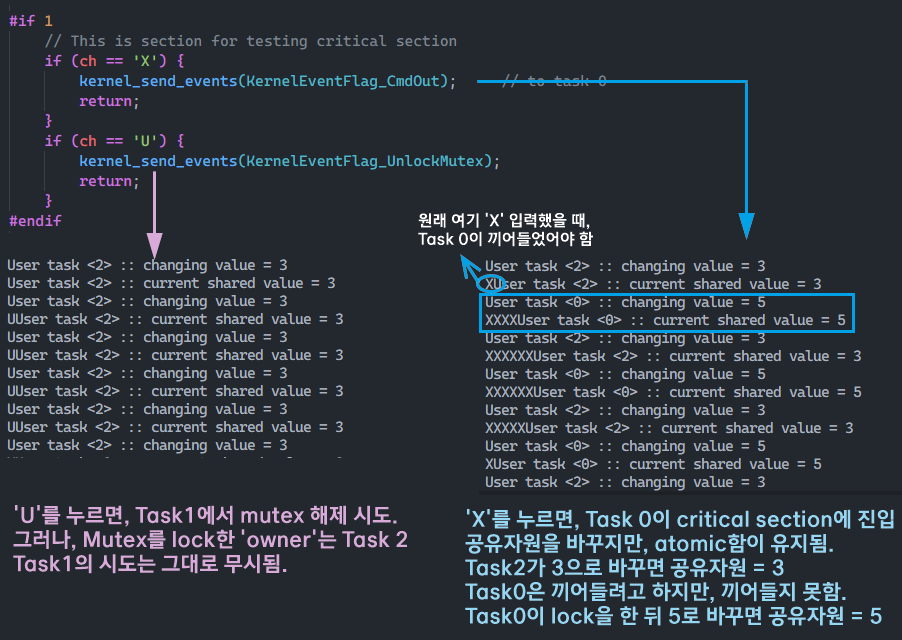 #if 1
// This is section for testing critical section
if (ch == 'X') {
kernel_send_events(KernelEventFlag_CmdOut); // to task 0
return;
}
if (ch == 'U') {
kernel_send_events(KernelEventFlag_UnlockMutex);
return;
}
#endif
원래 여기 'X' 입력했을 때,
Task 0이 끼어들었어야 함
User task <2> :: changing value = 3
User task <2> :: current shared value = 3
User task <2> :: changing value = 3
UUser task <2> :: current shared value = 3
User task <2> :: changing value = 3
UUser task <2> :: current shared value = 3
User task <2> :: changing value = 3
UUser task <2> :: current shared value = 3
User task <2> :: changing value = 3
UUser task <2> :: current shared value = 3
User task <2> :: changing value = 3
User task <2> :: changing value = 3
XUser task <2> :: current shared value = 3
User task <0> :: changing value = 5
XXXXUser task <0> :: current shared value = 5
User task <2> :: changing value = 3
XXXXXXUser task <2> :: current shared value = 3
User task <0> :: changing value = 5
XXXXXXUser task <0> :: current shared value = 5
User task <2> :: changing value = 3
XXXXXUser task <2> :: current shared value = 3
User task <0> :: changing value = 5
XUser task <0> :: current shared value = 5
User task <2> :: changing value = 3
'U'를 누르면, Task1에서 mutex 해제 시도.
그러나, Mutex를 lock한 'owner'는 Task 2
Task1의 시도는 그대로 무시됨.
'X'를 누르면, Task 0이 critical section에 진입
공유자원을 바꾸지만, atomic함이 유지됨.
Task2가 3으로 바꾸면 공유자원 = 3
Task0은 끼어들려고 하지만, 끼어들지 못함.
Task0이 lock을 한 뒤 5로 바꾸면 공유자원 = 5